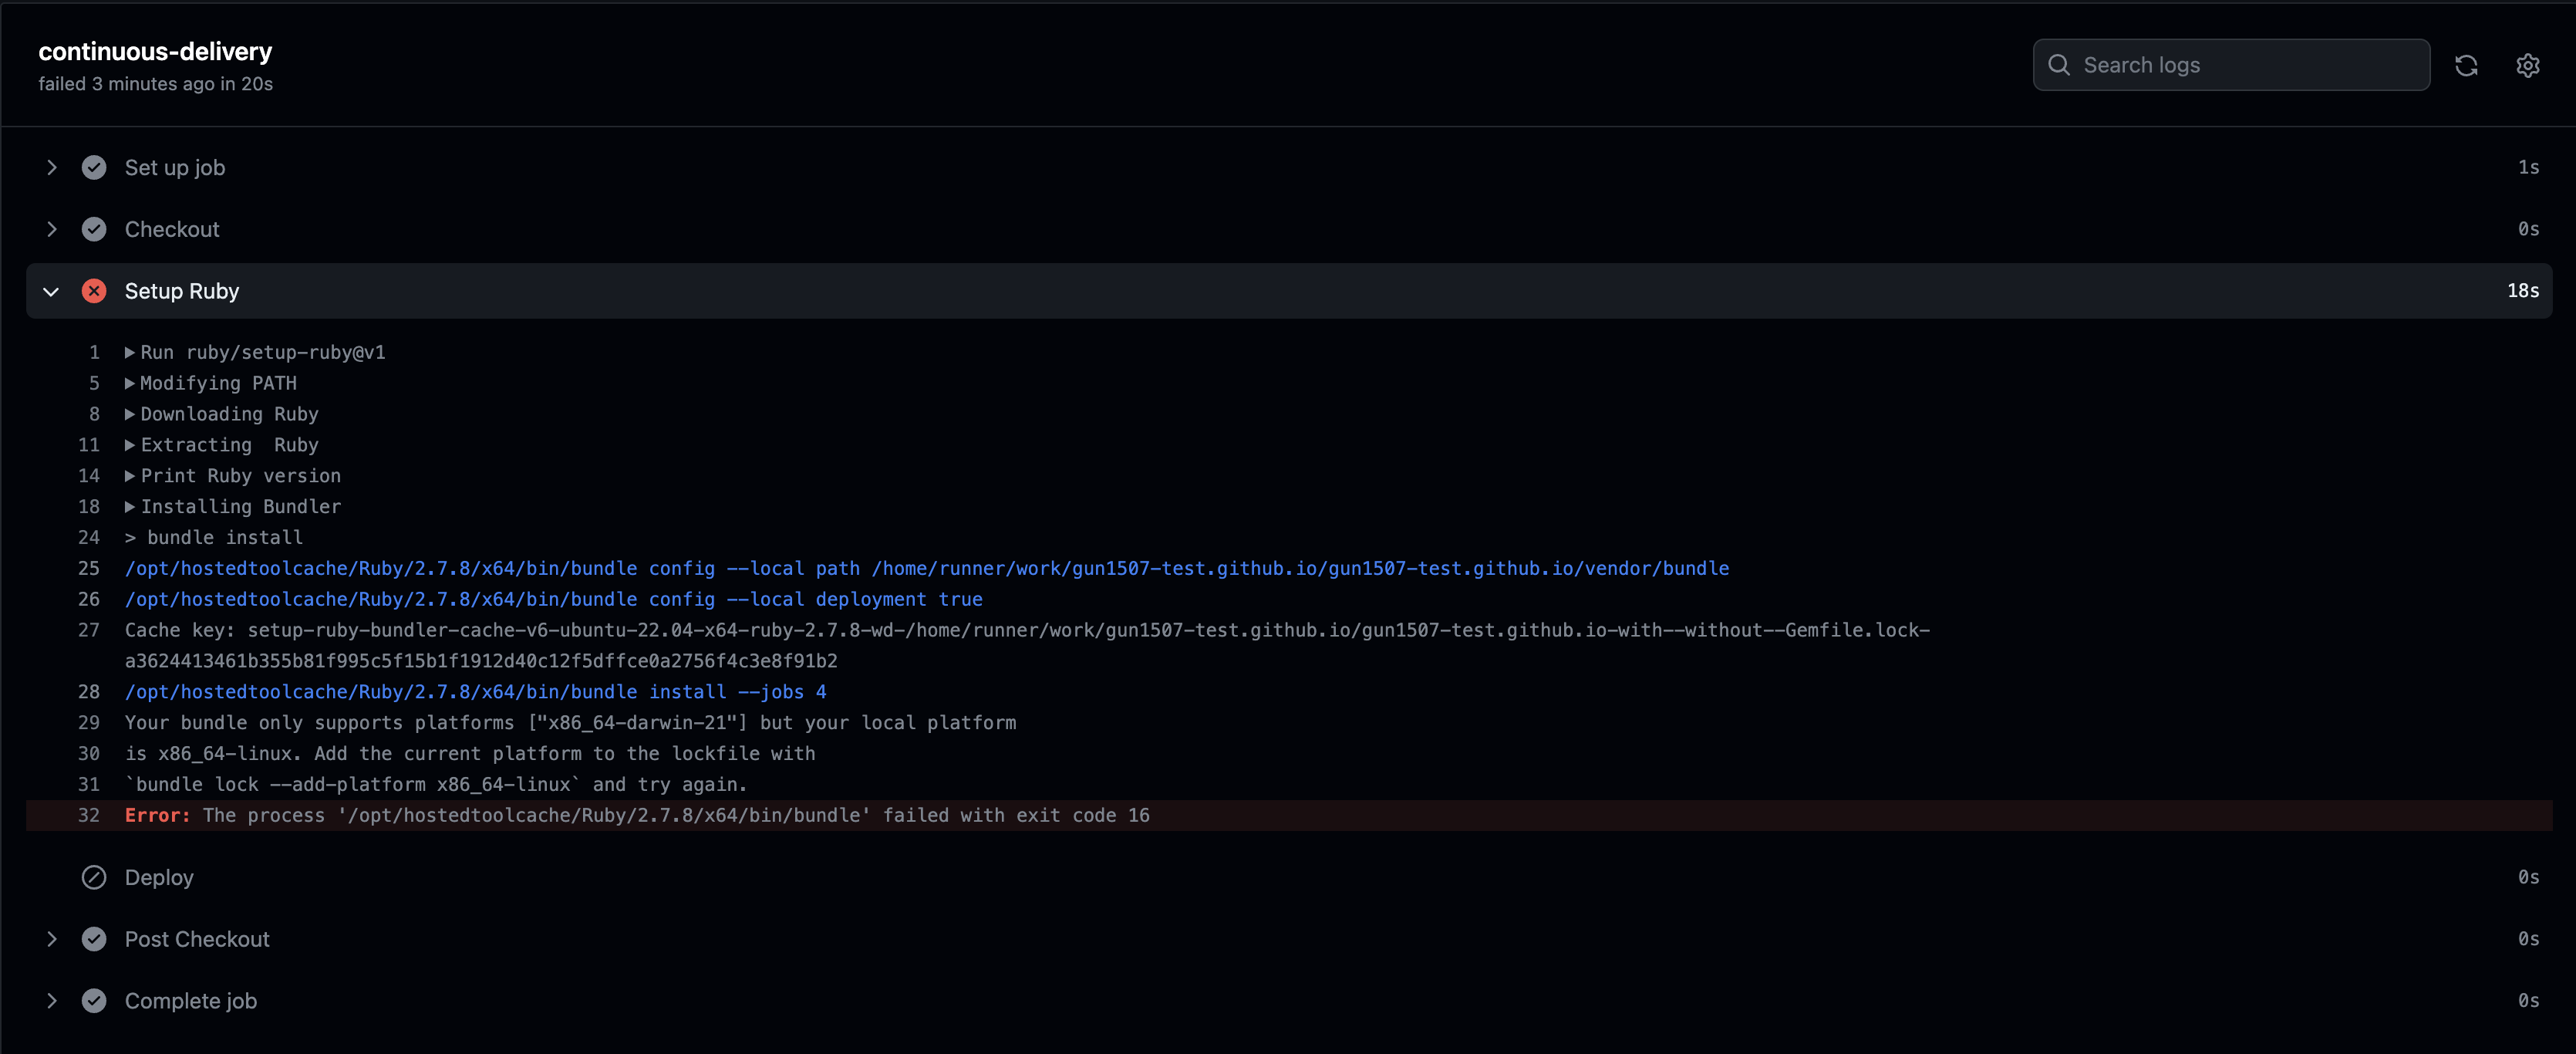 continuous-delivery
failed 3 minutes ago in 20s
Search logs
Set up job 1s
Checkout 0s
Setup Ruby 18s
1 Run ruby/setup-ruby@v1
5 Modifying PATH
8 Downloading Ruby
11 Extracting  Ruby
14 Print Ruby version
18 Installing Bundler
24 > bundle install
25 /opt/hostedtoolcache/Ruby/2.7.8/x64/bin/bundle config --local path /home/runner/work/gun1507-test.github.io/gun1507-test.github.io/vendor/bundle
26 /opt/hostedtoolcache/Ruby/2.7.8/x64/bin/bundle config --local deployment true
27 Cache key: setup-ruby-bundler-cache-v6-ubuntu-22.04-x64-ruby-2.7.8-wd-/home/runner/work/gun1507-test.github.io/gun1507-test.github.io-with--without--Gemfile.lock-
a3624413461b355b81f995c5f15b1f1912d40c12f5dffce0a2756f4c3e8f91b2
28 /opt/hostedtoolcache/Ruby/2.7.8/x64/bin/bundle install --jobs 4
29 Your bundle only supports platforms ["x86_64-darwin-21"] but your local platform
30 is x86_64-linux. Add the current platform to the lockfile with
31 `bundle lock --add-platform x86_64-linux` and try again.
32 Error: The process '/opt/hostedtoolcache/Ruby/2.7.8/x64/bin/bundle' failed with exit code 16
Deploy 0s
Post Checkout 0s
Complete job 0s